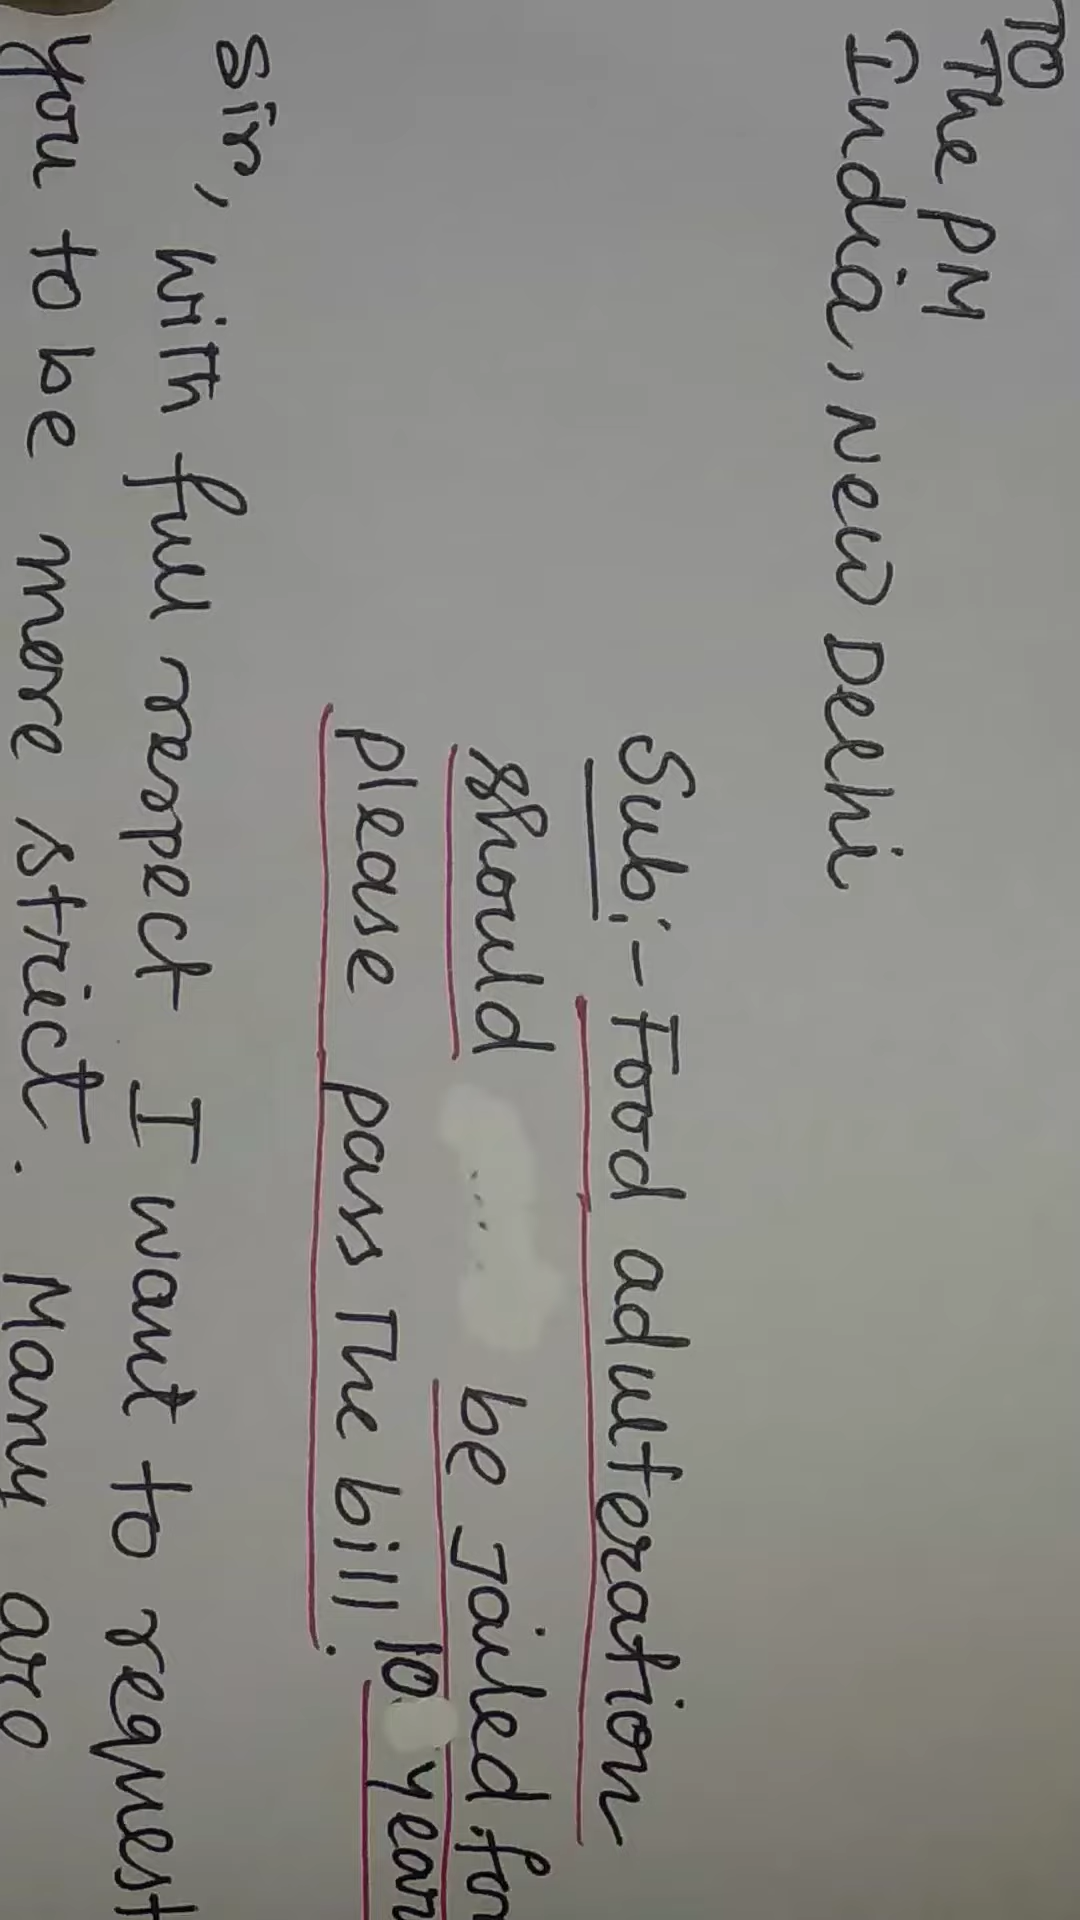 TO
The PM
India, New Delhi
Sub:- Food adulteration
should be Jailed for
10 year
please pass The bill.
Sir, with full respect I want to request
you to be more strict. Many are